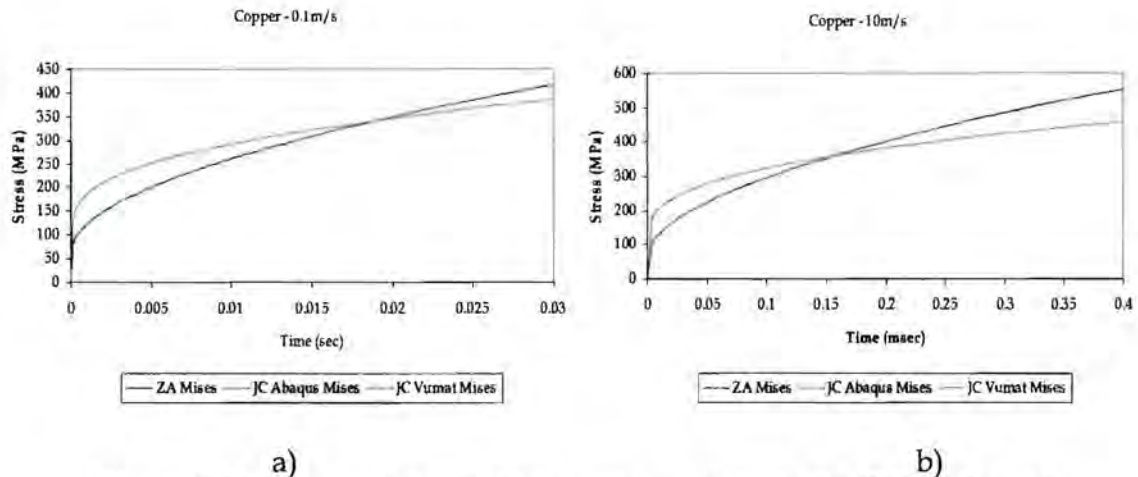 Copper - 0.1m/s
450
400
350
300
250
200
150
100
50
0
Stress (MPa)
0
0.005
0.01
0.015
0.02
0.025
0.03
Time (sec)
ZA Mises
JC Abaqus Mises
JC Vumat Mises
a)
Copper - 10m/s
600
500
400
300
200
100
0
Stress (MPa)
0
0.05
0.1
0.15
0.2
0.25
0.3
0.35
0.4
Time (msec)
ZA Mises
JC Abaqus Mises
JC Vumat Mises
b)